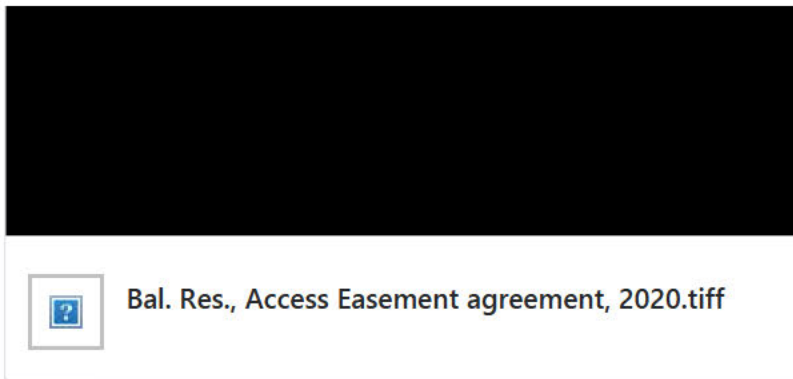 Bal. Res., Access Easement agreement, 2020.tiff